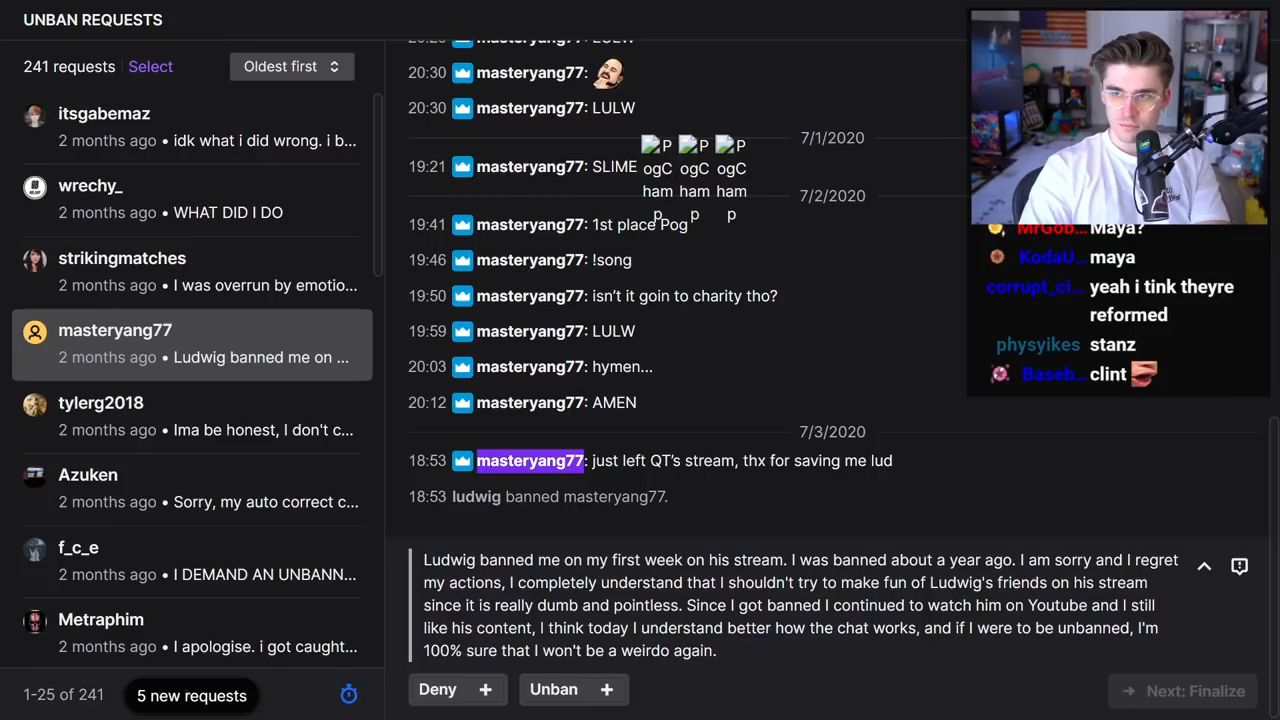 UNBAN REQUESTS
241 requests
Select
Oldest first
itsgabemaz
2 months ago • idk what i did wrong. i b...
wrechy_
2 months ago • WHAT DID I DO
strikingmatches
2 months ago • I was overrun by emotio...
masteryang77
2 months ago • Ludwig banned me on ...
tylerg2018
2 months ago • Ima be honest, I don't c...
Azuken
2 months ago • Sorry, my auto correct c...
f_c_e
2 months ago • I DEMAND AN UNBANN...
Metraphim
2 months ago • I apologise. i got caught...
1-25 of 241
5 new requests
20:30 masteryang77:
20:30 masteryang77: LULW
7/1/2020
19:21 masteryang77: SLIME PogChamp PogChamp PogChamp
7/2/2020
19:41 masteryang77: 1st place Pog
19:46 masteryang77: !song
19:50 masteryang77: isn’t it goin to charity tho?
19:59 masteryang77: LULW
20:03 masteryang77: hymen...
20:12 masteryang77: AMEN
7/3/2020
18:53 masteryang77: just left QT’s stream, thx for saving me lud
18:53 ludwig banned masteryang77.
Ludwig banned me on my first week on his stream. I was banned about a year ago. I am sorry and I regret
my actions, I completely understand that I shouldn't try to make fun of Ludwig's friends on his stream
since it is really dumb and pointless. Since I got banned I continued to watch him on Youtube and I still
like his content, I think today I understand better how the chat works, and if I were to be unbanned, I'm
100% sure that I won't be a weirdo again.
Deny +
Unban +
Next: Finalize
MrGob... Maya?
KodaU... maya
corrupt_ci... yeah i tink theyre
reformed
physyikes stanz
Baseb... clint